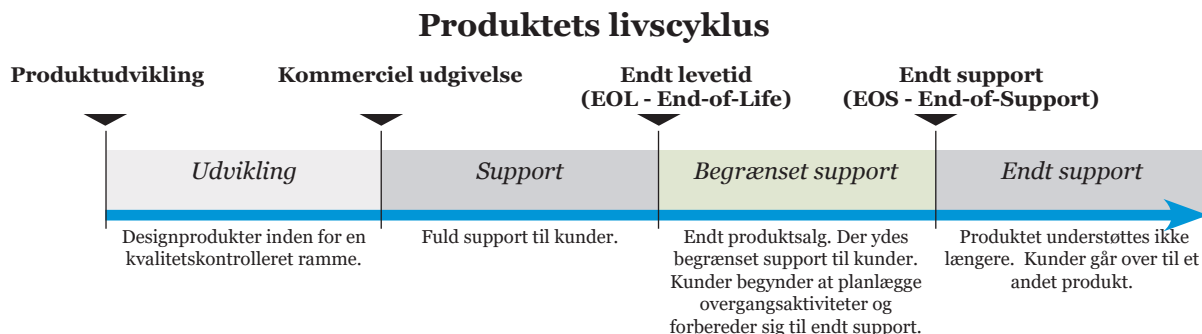 Produktets livscyklus
Produktudvikling
Kommerciel udgivelse
Endt levetid
(EOL - End-of-Life)
Endt support
(EOS - End-of-Support)
Udvikling
Support
Begrænset support
Endt support
Designprodukter inden for en
kvalitetskontrolleret ramme.
Fuld support til kunder.
Endt produktsalg. Der ydes
begrænset support til kunder.
Kunder begynder at planlægge
overgangsaktiviteter og
forbereder sig til endt support.
Produktet understøttes ikke
længere. Kunder går over til et
andet produkt.